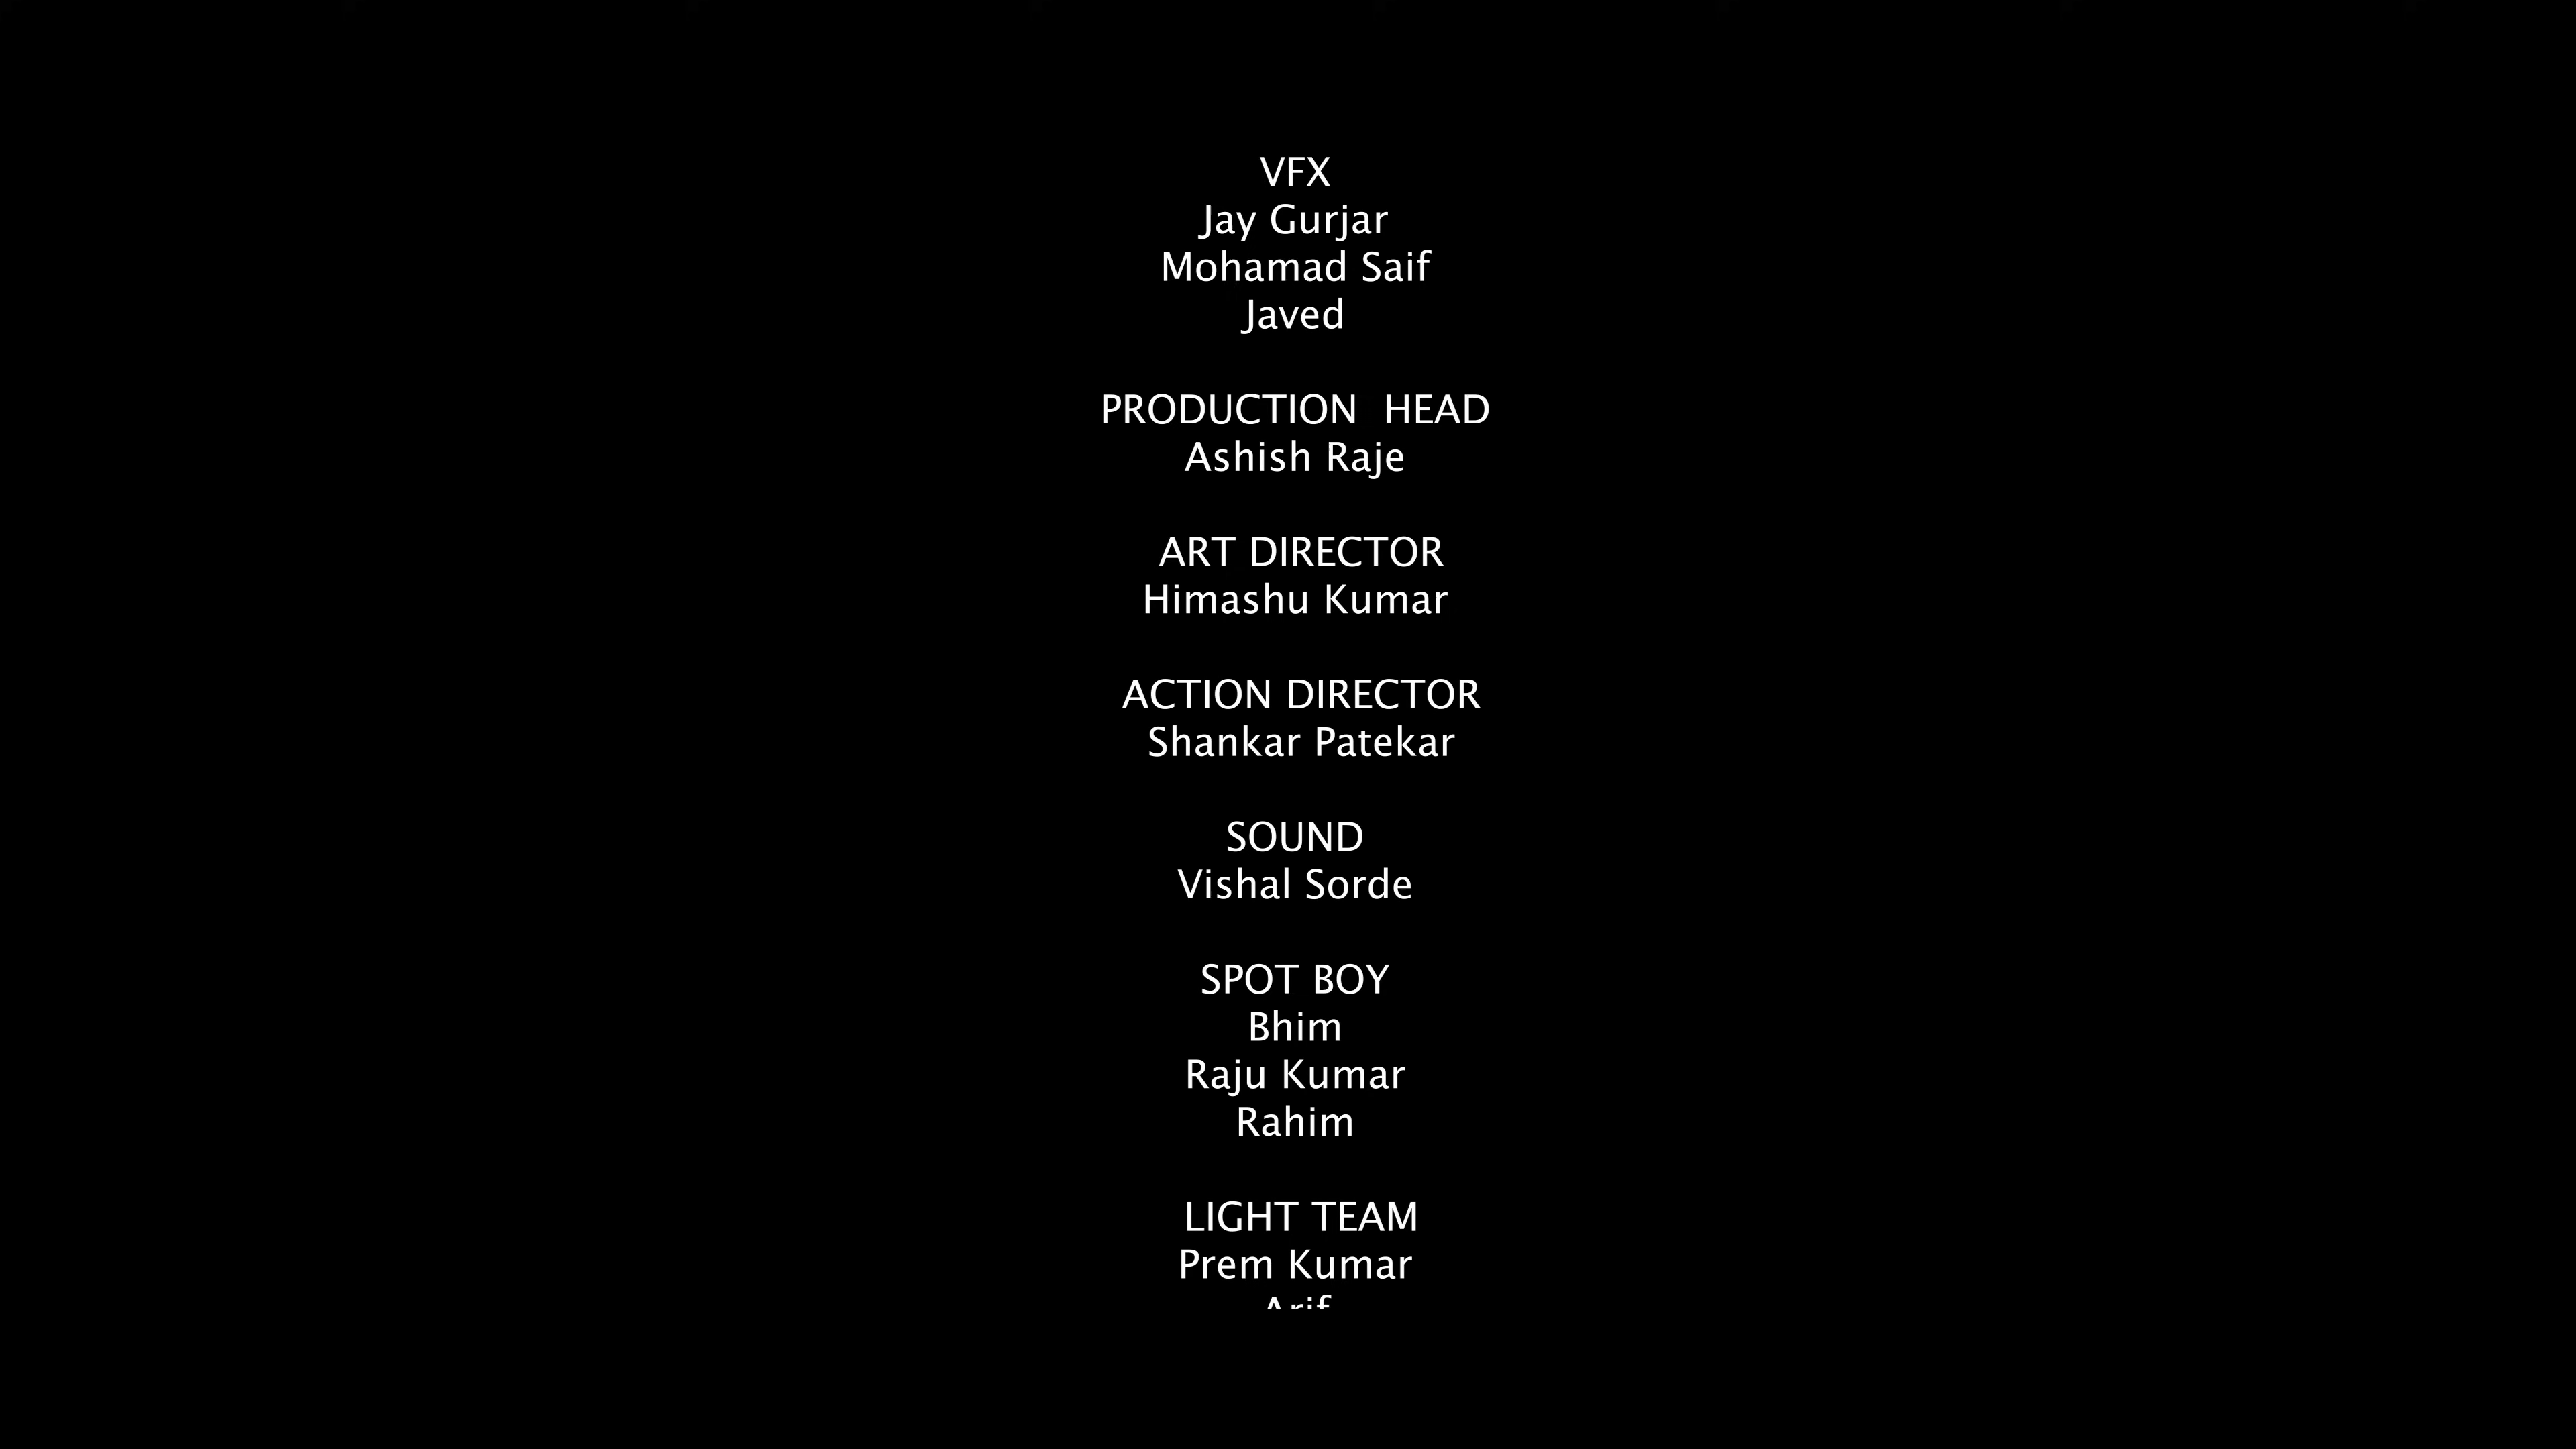 VFX
Jay Gurjar
Mohamad Saif
Javed
PRODUCTION  HEAD
Ashish Raje
ART DIRECTOR
Himashu Kumar
ACTION DIRECTOR
Shankar Patekar
SOUND
Vishal Sorde
SPOT BOY
Bhim
Raju Kumar
Rahim
LIGHT TEAM
Prem Kumar
Arif